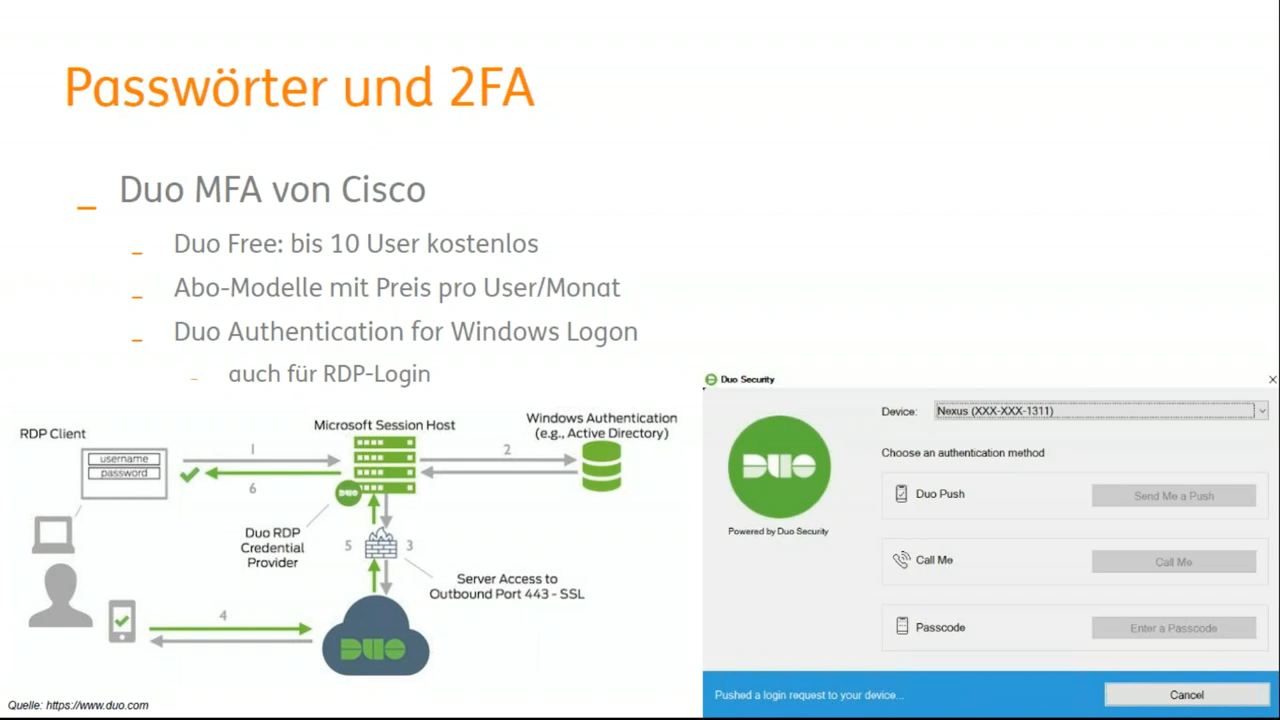 Passwörter und 2FA
_ Duo MFA von Cisco
_ Duo Free: bis 10 User kostenlos
_ Abo-Modelle mit Preis pro User/Monat
_ Duo Authentication for Windows Logon
_ auch für RDP-Login
RDP Client
username
password
Microsoft Session Host
Windows Authentication
(e.g., Active Directory)
1
2
6
DUO
Duo RDP
Credential
Provider
5
3
Server Access to
Outbound Port 443 - SSL
4
DUO
Quelle: https://www.duo.com
Duo Security
Device:
Nexus (XXX-XXX-1311)
Choose an authentication method
DUO
Powered by Duo Security
Duo Push
Send Me a Push
Call Me
Call Me
Passcode
Enter a Passcode
Pushed a login request to your device...
Cancel